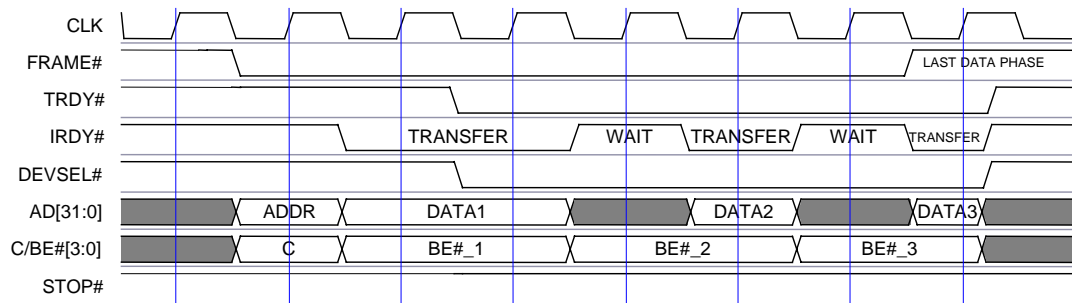 CLK
FRAME# LAST DATA PHASE
TRDY#
IRDY# TRANSFER WAIT TRANSFER WAIT TRANSFER
DEVSEL#
AD[31:0] ADDR DATA1 DATA2 DATA3
C/BE#[3:0] C BE#_1 BE#_2 BE#_3
STOP#